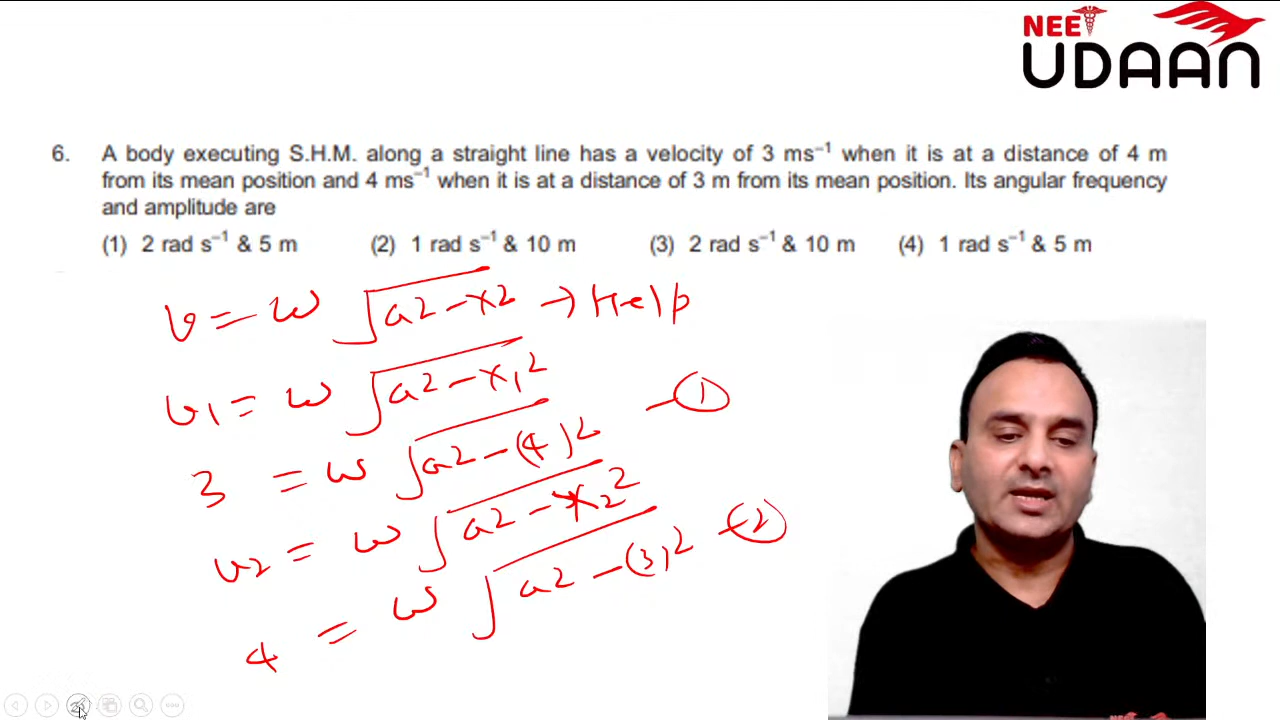 NEET
UDAAN
6. A body executing S.H.M. along a straight line has a velocity of 3 ms⁻¹ when it is at a distance of 4 m
from its mean position and 4 ms⁻¹ when it is at a distance of 3 m from its mean position. Its angular frequency
and amplitude are
(1) 2 rad s⁻¹ & 5 m (2) 1 rad s⁻¹ & 10 m (3) 2 rad s⁻¹ & 10 m (4) 1 rad s⁻¹ & 5 m
v = w √(a2 - x2) → Help
v1 = w √(a2 - x1²)
3 = w √(a2 - (4)2) - ①
v2 = w √(a2 - x2²)
4 = w √(a2 - (3)2) - ②